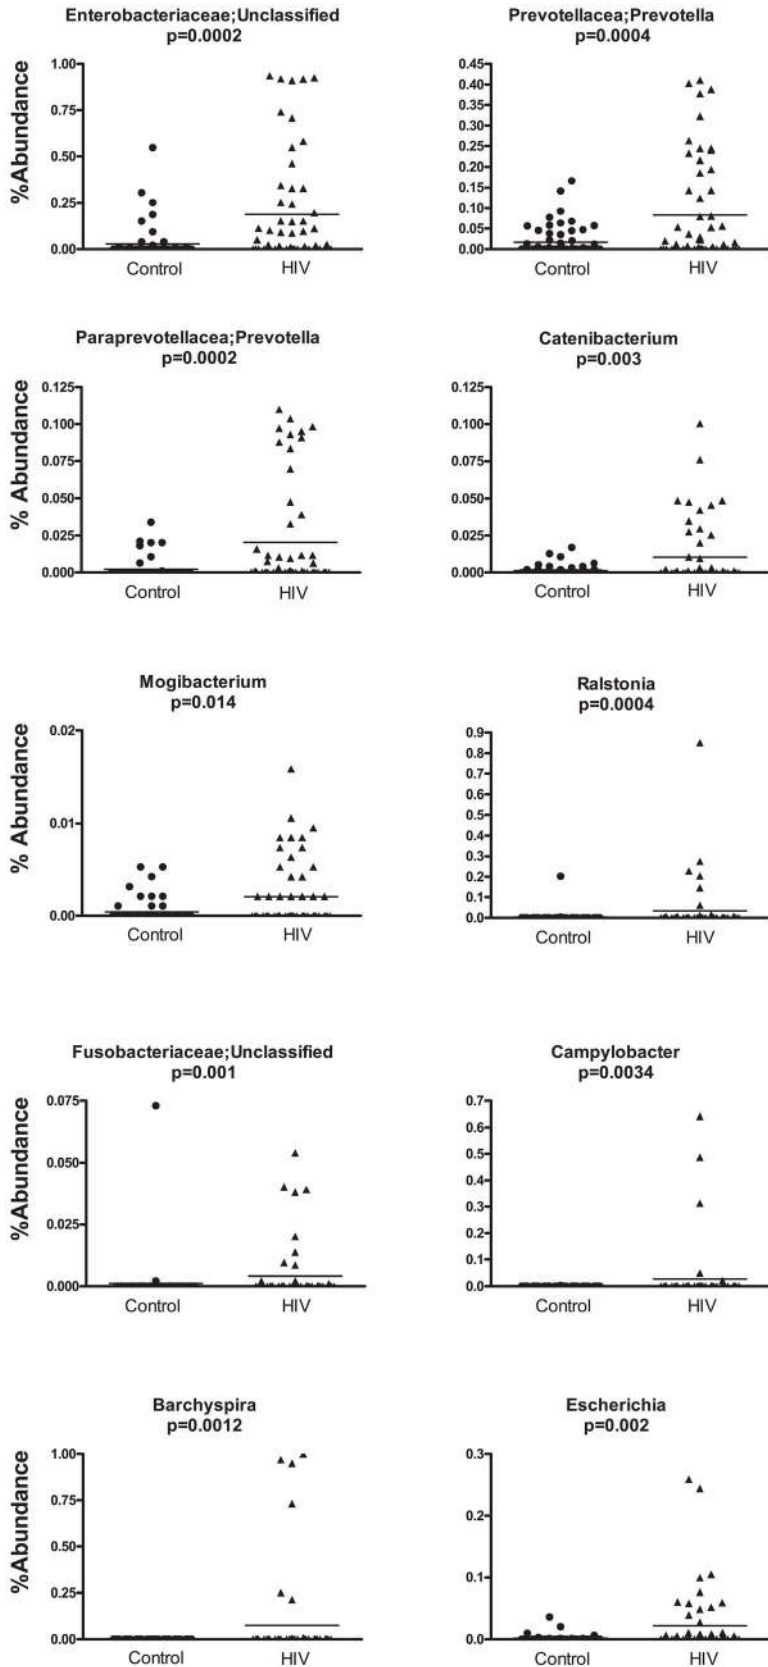 Enterobacteriaceae;Unclassified
p=0.0002
%Abundance
1.00
0.75
0.50
0.25
0.00
Control
HIV
Prevotellacea;Prevotella
p=0.0004
0.45
0.40
0.35
0.30
0.25
0.20
0.15
0.10
0.05
0.00
Control
HIV
Paraprevotellacea;Prevotella
p=0.0002
% Abundance
0.125
0.100
0.075
0.050
0.025
0.000
Control
HIV
Catenibacterium
p=0.003
0.125
0.100
0.075
0.050
0.025
0.000
Control
HIV
Mogibacterium
p=0.014
% Abundance
0.02
0.01
0.00
Control
HIV
Ralstonia
p=0.0004
0.9
0.8
0.7
0.6
0.5
0.4
0.3
0.2
0.1
0.0
Control
HIV
Fusobacteriaceae;Unclassified
p=0.001
%Abundance
0.075
0.050
0.025
0.000
Control
HIV
Campylobacter
p=0.0034
0.7
0.6
0.5
0.4
0.3
0.2
0.1
0.0
Control
HIV
Barchyspira
p=0.0012
%Abundance
1.00
0.75
0.50
0.25
0.00
Control
HIV
Escherichia
p=0.002
0.3
0.2
0.1
0.0
Control
HIV